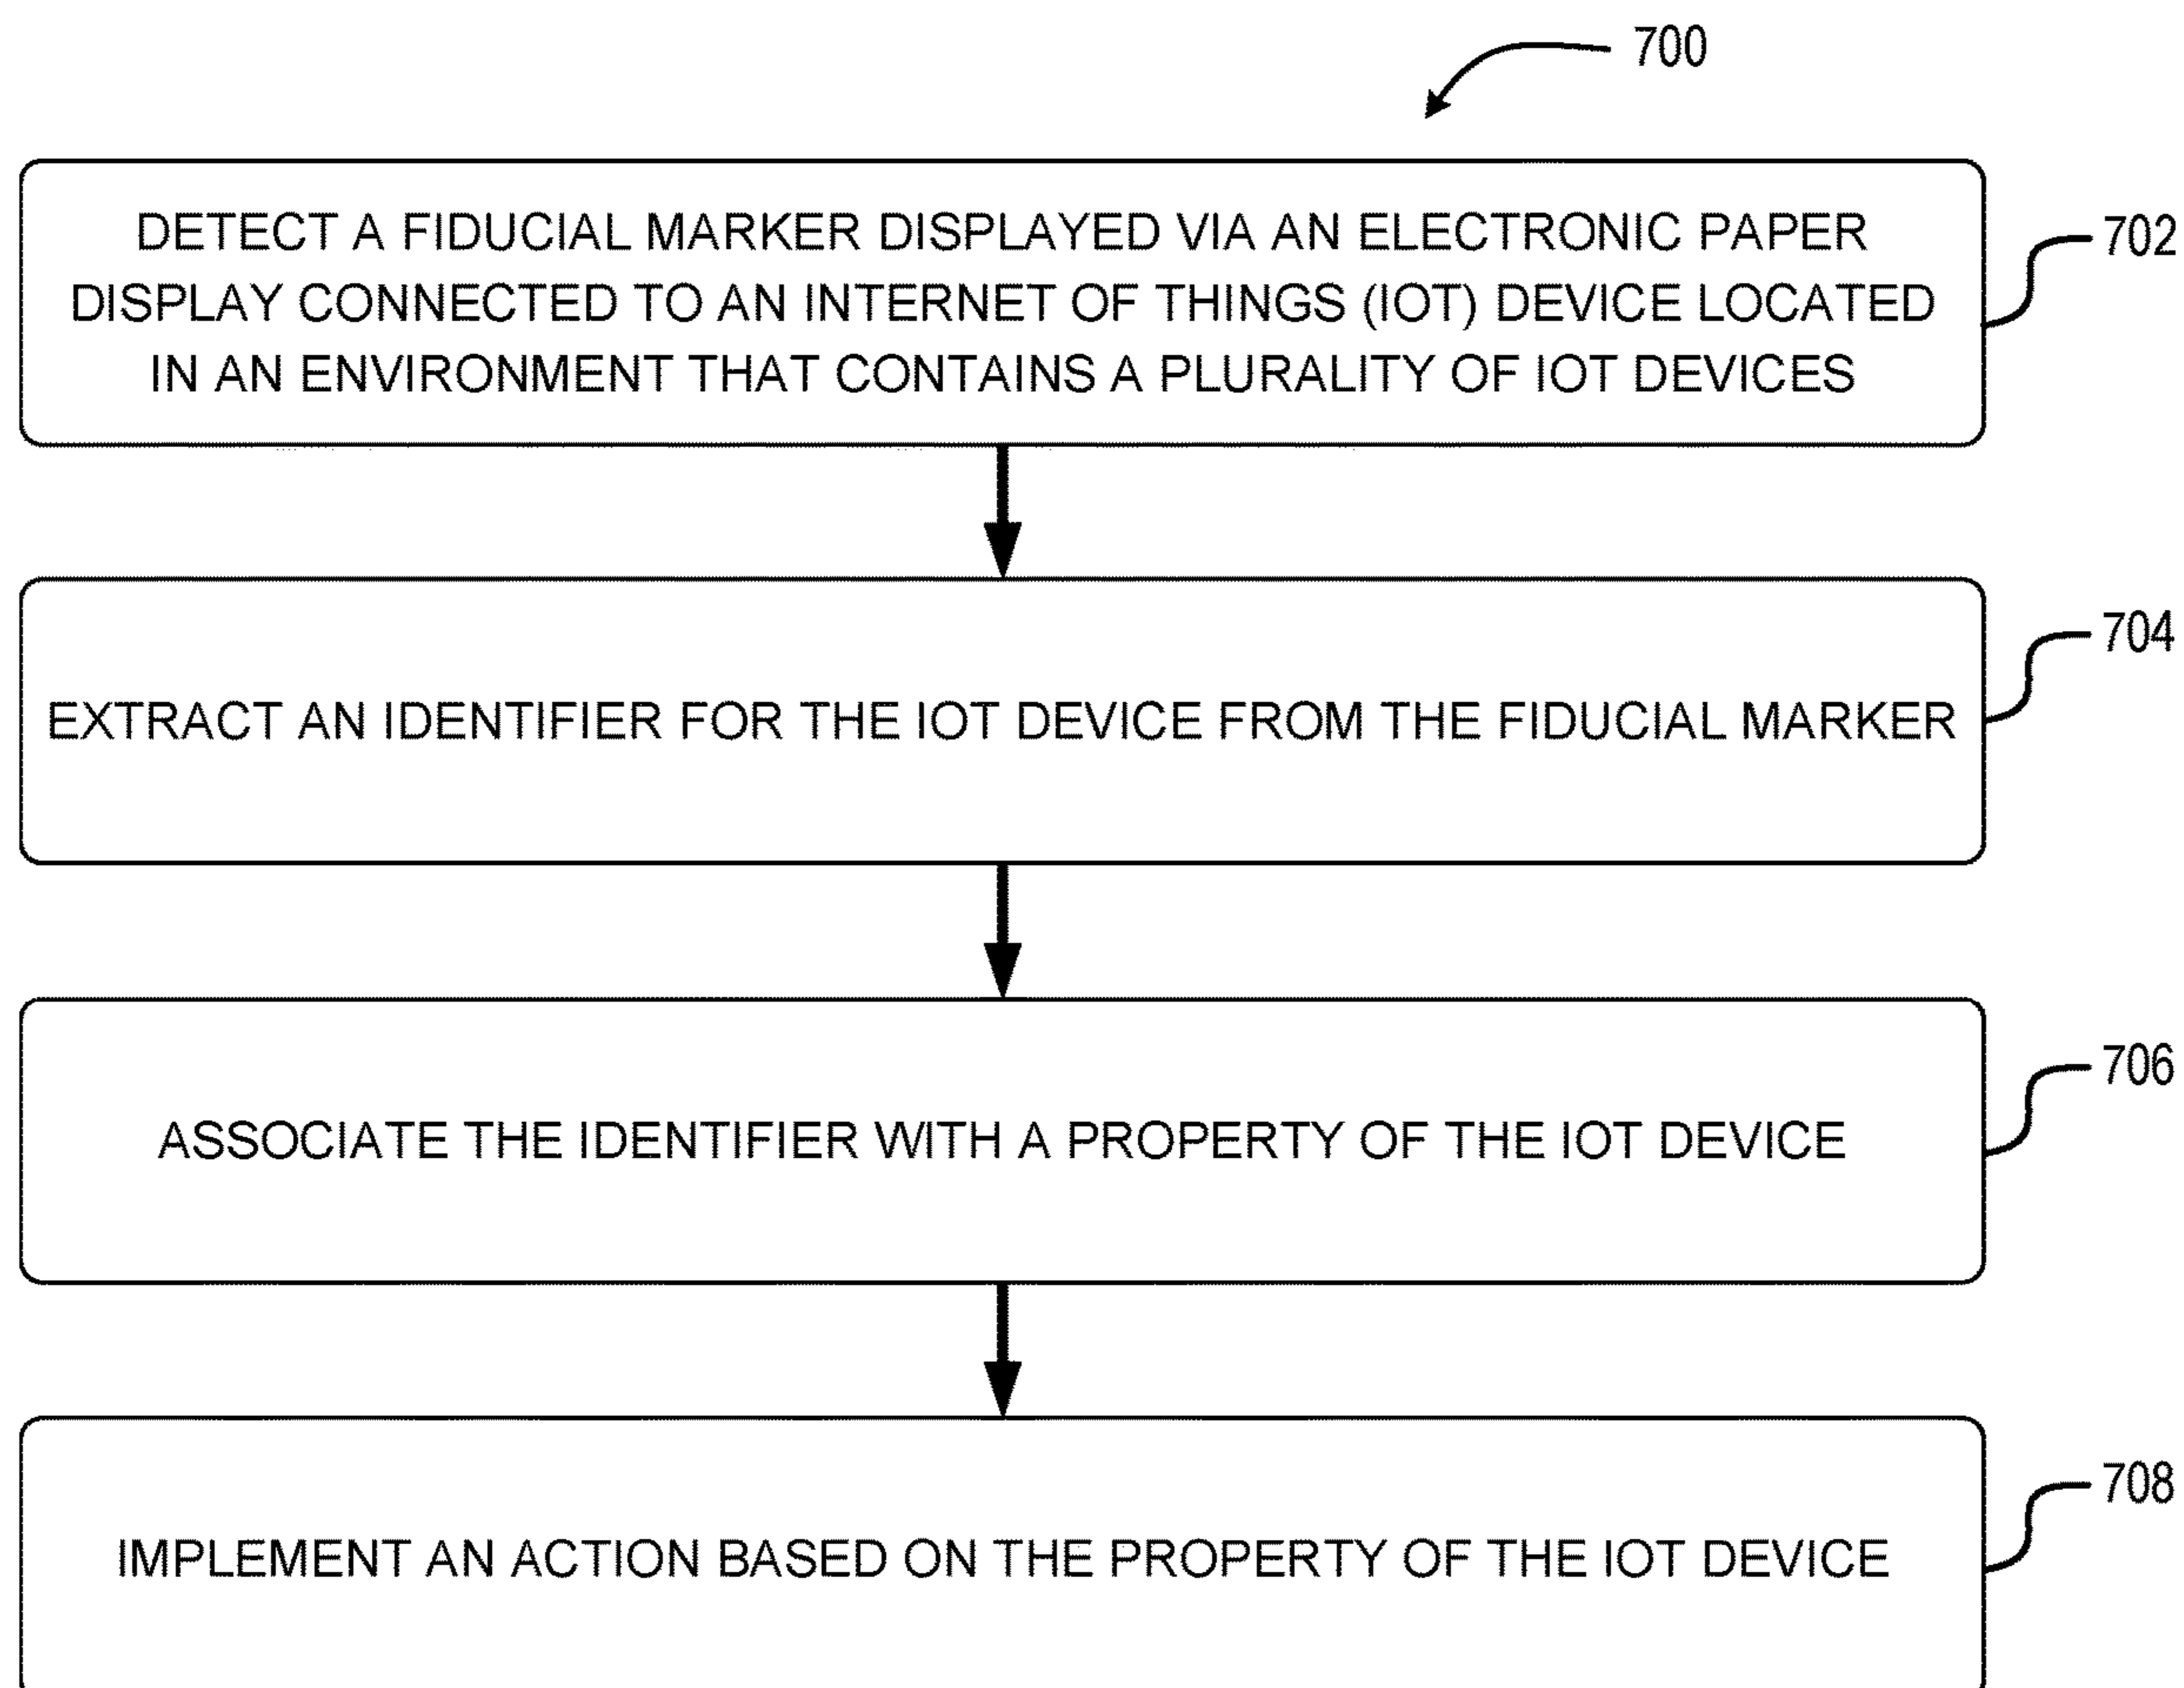 700
DETECT A FIDUCIAL MARKER DISPLAYED VIA AN ELECTRONIC PAPER
DISPLAY CONNECTED TO AN INTERNET OF THINGS (IOT) DEVICE LOCATED
IN AN ENVIRONMENT THAT CONTAINS A PLURALITY OF IOT DEVICES
702
EXTRACT AN IDENTIFIER FOR THE IOT DEVICE FROM THE FIDUCIAL MARKER
704
ASSOCIATE THE IDENTIFIER WITH A PROPERTY OF THE IOT DEVICE
706
IMPLEMENT AN ACTION BASED ON THE PROPERTY OF THE IOT DEVICE
708